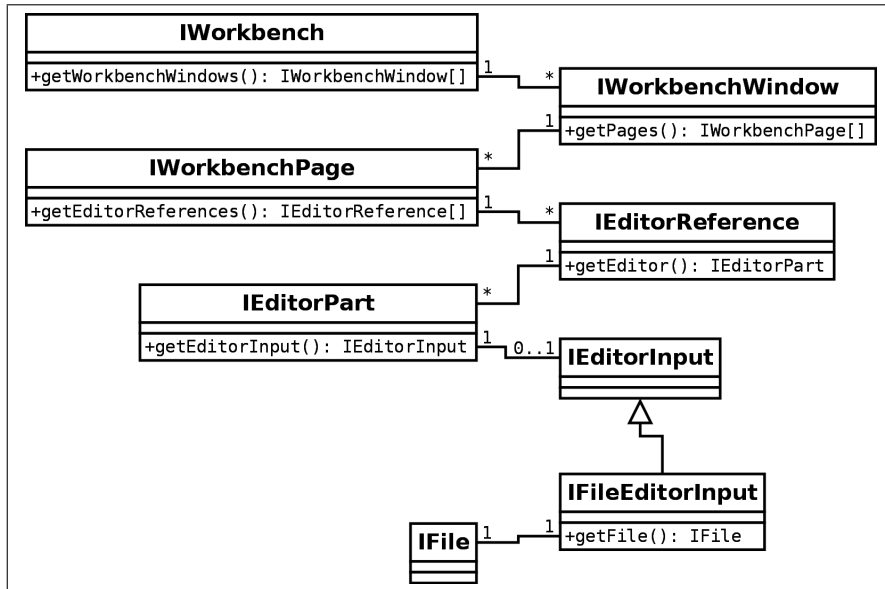 IWorkbench
+getWorkbenchWindows(): IWorkbenchWindow[]
1
*
IWorkbenchWindow
+getPages(): IWorkbenchPage[]
1
*
IWorkbenchPage
+getEditorReferences(): IEditorReference[]
1
*
IEditorReference
+getEditor(): IEditorPart
1
*
IEditorPart
+getEditorInput(): IEditorInput
1
0..1
IEditorInput
IFileEditorInput
+getFile(): IFile
1
1
IFile